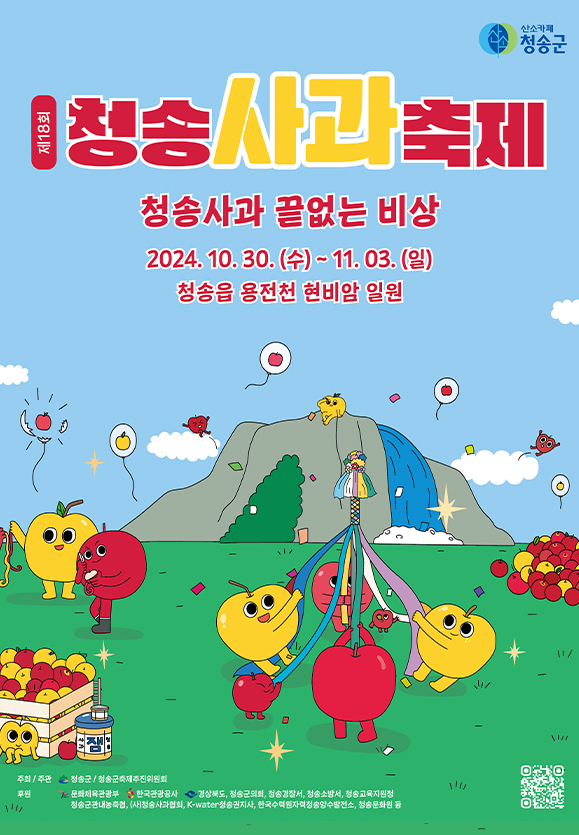 산소카페
청송군
제18회
청송사과축제
청송사과 끝없는 비상
2024. 10. 30. (수) ~ 11. 03. (일)
청송읍 용전천 현비암 일원
잼
주최 / 주관 청송군 / 청송군축제추진위원회
후원 문화체육관광부 한국관광공사 경상북도, 청송군의회, 청송경찰서, 청송소방서, 청송교육지원청
청송군관내농축협, (사)청송사과협회, K-water청송권지사, 한국수력원자력청송양수발전소, 청송문화원 등